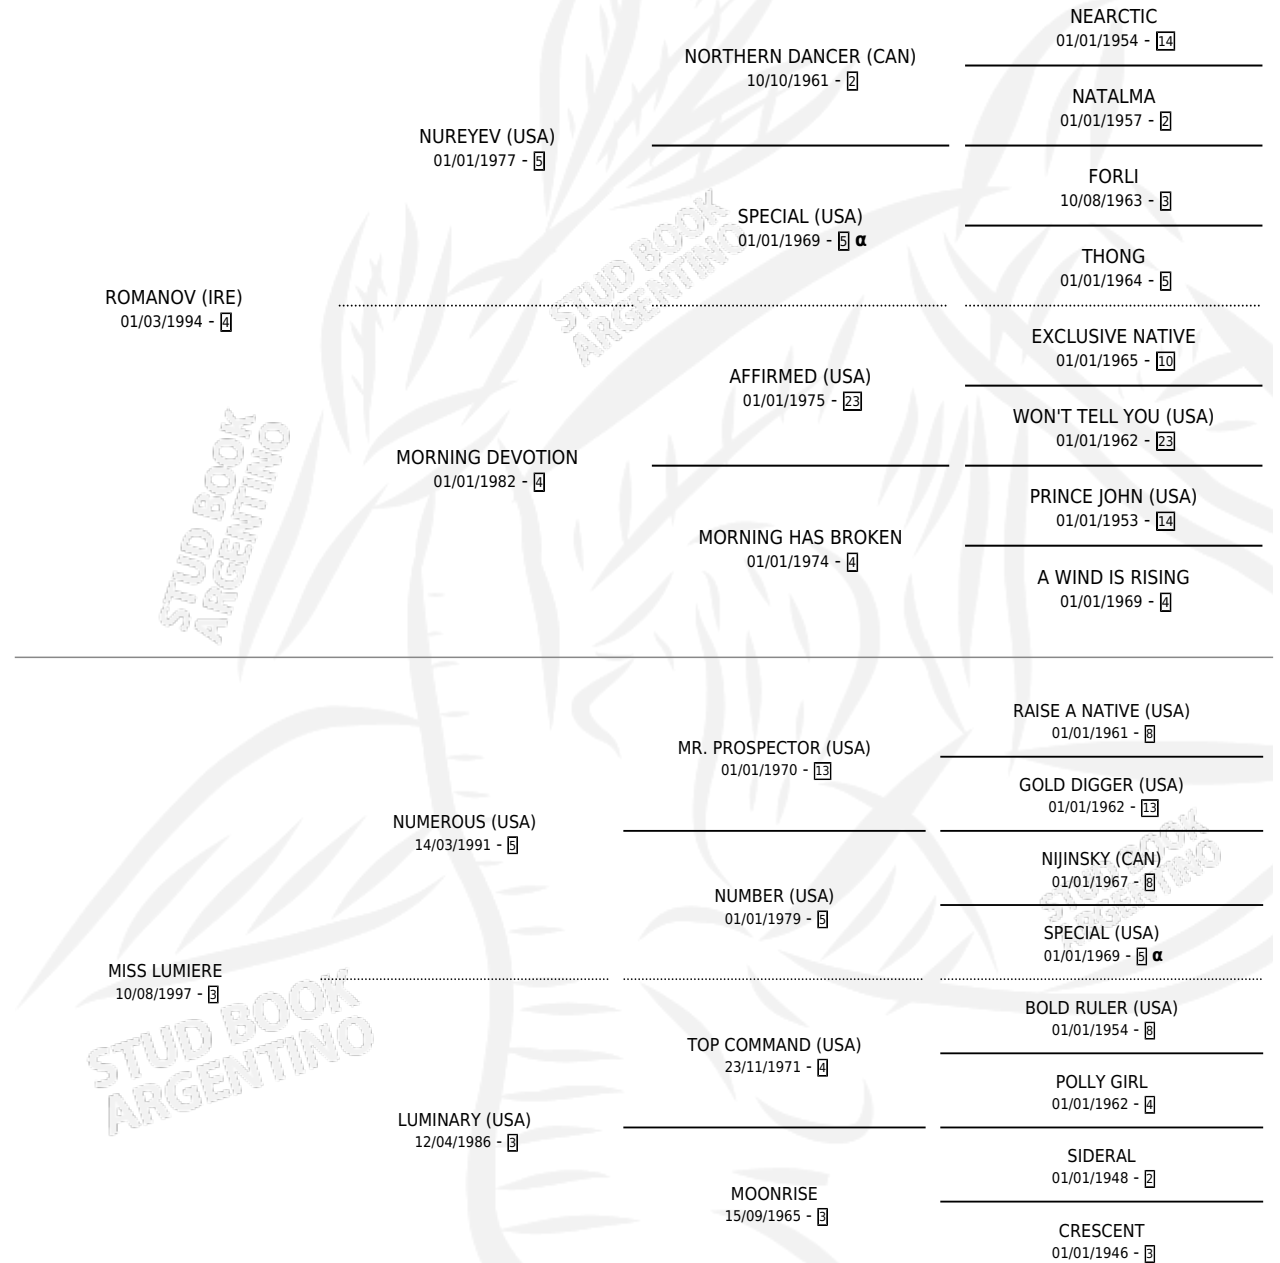 NEARCTIC
01/01/1954 - 14
NORTHERN DANCER (CAN)
10/10/1961 - 2
NATALMA
01/01/1957 - 2
NUREYEV (USA)
01/01/1977 - 5
FORLI
10/08/1963 - 3
SPECIAL (USA)
01/01/1969 - 5 α
THONG
01/01/1964 - 5
ROMANOV (IRE)
01/03/1994 - 4
EXCLUSIVE NATIVE
01/01/1965 - 10
AFFIRMED (USA)
01/01/1975 - 23
WON'T TELL YOU (USA)
01/01/1962 - 23
MORNING DEVOTION
01/01/1982 - 4
PRINCE JOHN (USA)
01/01/1953 - 14
MORNING HAS BROKEN
01/01/1974 - 4
A WIND IS RISING
01/01/1969 - 4
RAISE A NATIVE (USA)
01/01/1961 - 8
MR. PROSPECTOR (USA)
01/01/1970 - 13
GOLD DIGGER (USA)
01/01/1962 - 13
NUMEROUS (USA)
14/03/1991 - 5
NIJINSKY (CAN)
01/01/1967 - 8
NUMBER (USA)
01/01/1979 - 5
SPECIAL (USA)
01/01/1969 - 5 α
MISS LUMIERE
10/08/1997 - 3
BOLD RULER (USA)
01/01/1954 - 8
TOP COMMAND (USA)
23/11/1971 - 4
POLLY GIRL
01/01/1962 - 4
LUMINARY (USA)
12/04/1986 - 3
SIDERAL
01/01/1948 - 2
MOONRISE
15/09/1965 - 3
CRESCENT
01/01/1946 - 3
STUD BOOK
ARGENTINO
STUD BOOK
ARGENTINO
STUD BOOK
ARGENTINO
STUD BOOK
ARGENTINO